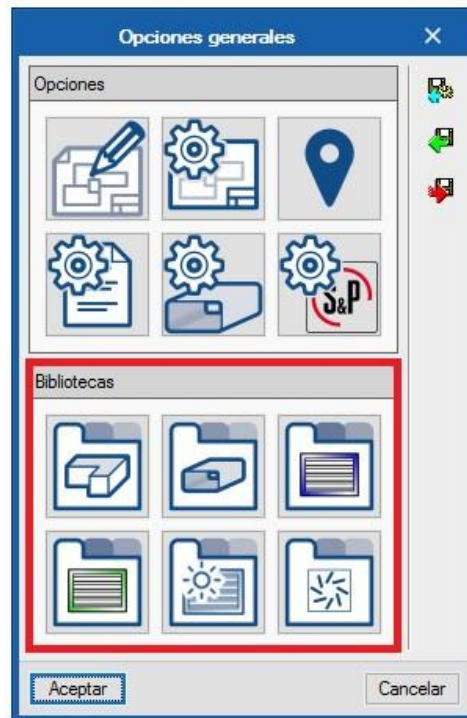 Opciones generales
Opciones
S&P
Bibliotecas
Aceptar
Cancelar